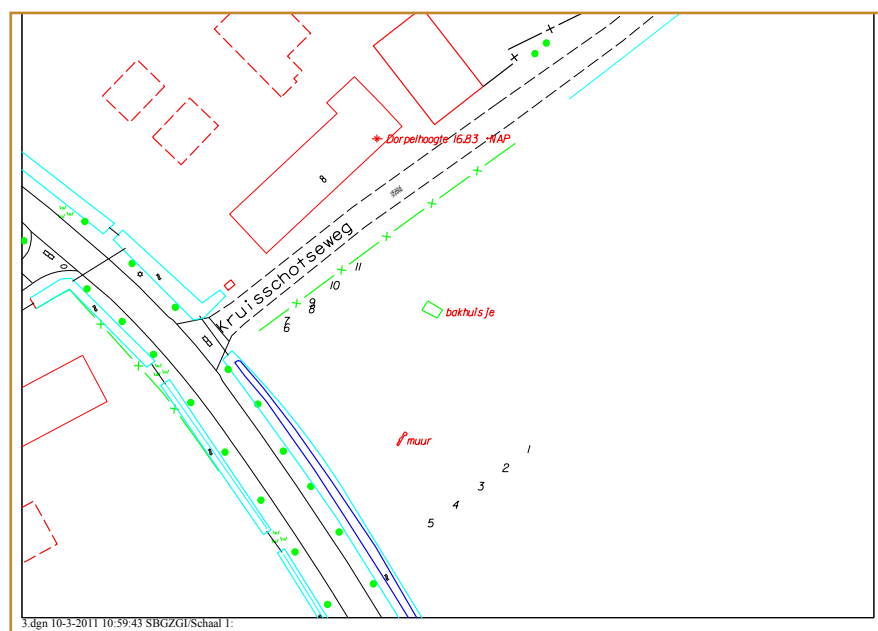 Dorpelhoogte 16.83 +NAP
8
Kruisschotseweg
11
10
9
8
7
6
bakhuisje
muur
1
2
3
4
5
3.dgn 10-3-2011 10:59:43 SBGZGI/Schaal 1: